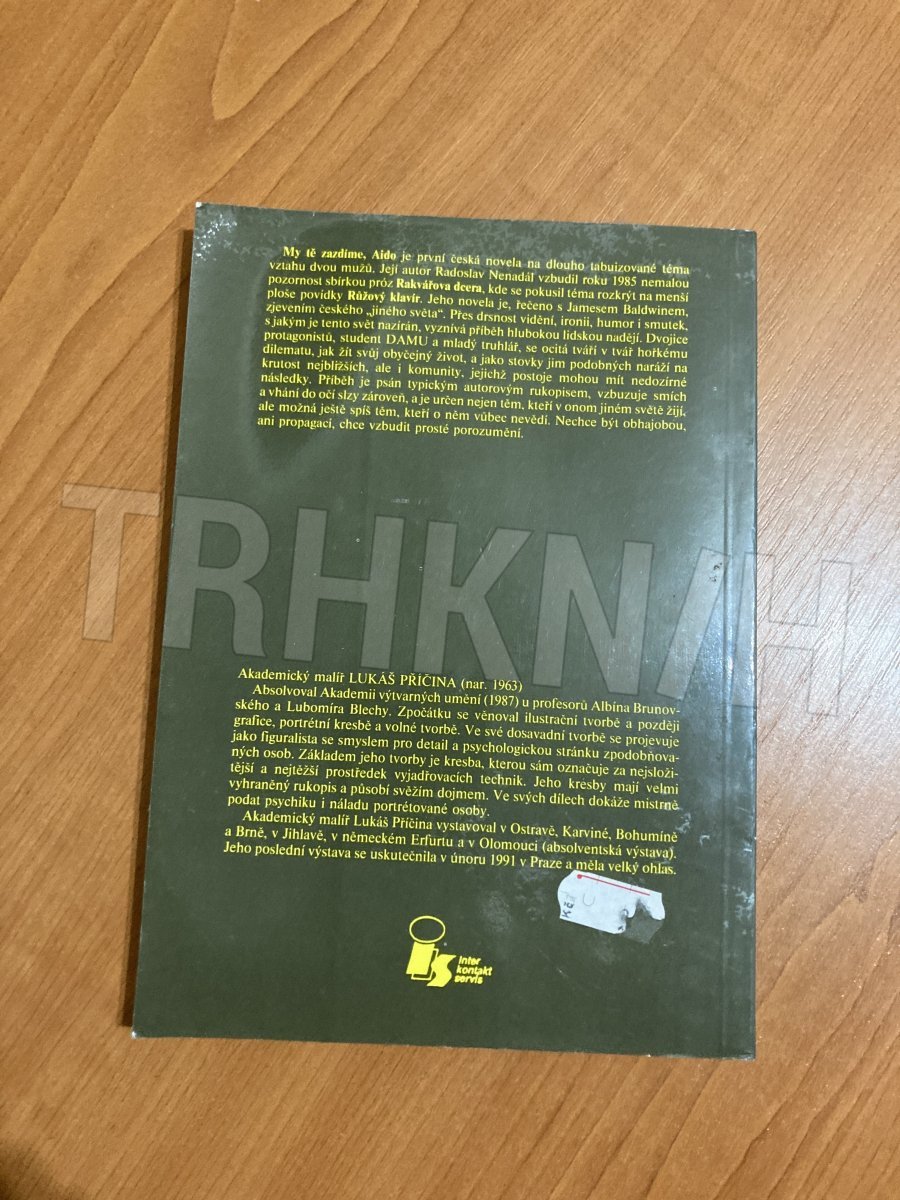 My tě zazdíme, Aido je první česká novela na dlouho tabuizované téma
vztahu dvou mužů. Její autor Radoslav Nenadál vzbudil roku 1985 nemalou
pozornost sbírkou próz Rakvářova dcera, kde se pokusil téma rozkrýt na menší
ploše povídky Růžový klavír. Jeho novela je, řečeno s Jamesem Baldwinem,
zjevením českého „jiného světa“. Přes drsnost vidění, ironii, humor i smutek,
s jakým je tento svět nazírán, vyznívá příběh hlubokou lidskou nadějí. Dvojice
protagonistů, student DAMU a mladý truhlář, se ocitá tváří v tvář hořkému
dilematu, jak žít svůj obyčejný život, a jako stovky jim podobných naráží na
krutost nejbližších, ale i komunity, jejichž postoje mohou mít nedozírné
následky. Příběh je psán typickým autorovým rukopisem, vzbuzuje smích
a vhání do očí slzy zároveň, a je určen nejen těm, kteří v onom jiném světě žijí,
ale možná ještě spíš těm, kteří o něm vůbec nevědí. Nechce být obhajobou,
ani propagací, chce vzbudit prosté porozumění.
TRHKNIH
Akademický malíř LUKÁŠ PŘÍČINA (nar. 1963)
Absolvoval Akademii výtvarných umění (1987) u profesorů Albína Brunov-
ského a Lubomíra Blechy. Zpočátku se věnoval ilustrační tvorbě a později
grafice, portrétní kresbě a volné tvorbě. Ve své dosavadní tvorbě se projevuje
jako figuralista se smyslem pro detail a psychologickou stránku zpodobňova-
ných osob. Základem jeho tvorby je kresba, kterou sám označuje za nejsloži-
tější a nejtěžší prostředek vyjadřovacích technik. Jeho kresby mají velmi
vyhraněný rukopis a působí svěžím dojmem. Ve svých dílech dokáže mistrně
podat psychiku i náladu portrétované osoby.
Akademický malíř Lukáš Příčina vystavoval v Ostravě, Karviné, Bohumíně
a Brně, v Jihlavě, v německém Erfurtu a v Olomouci (absolventská výstava).
Jeho poslední výstava se uskutečnila v únoru 1991 v Praze a měla velký ohlas.
Kč
inter
kontakt
servis